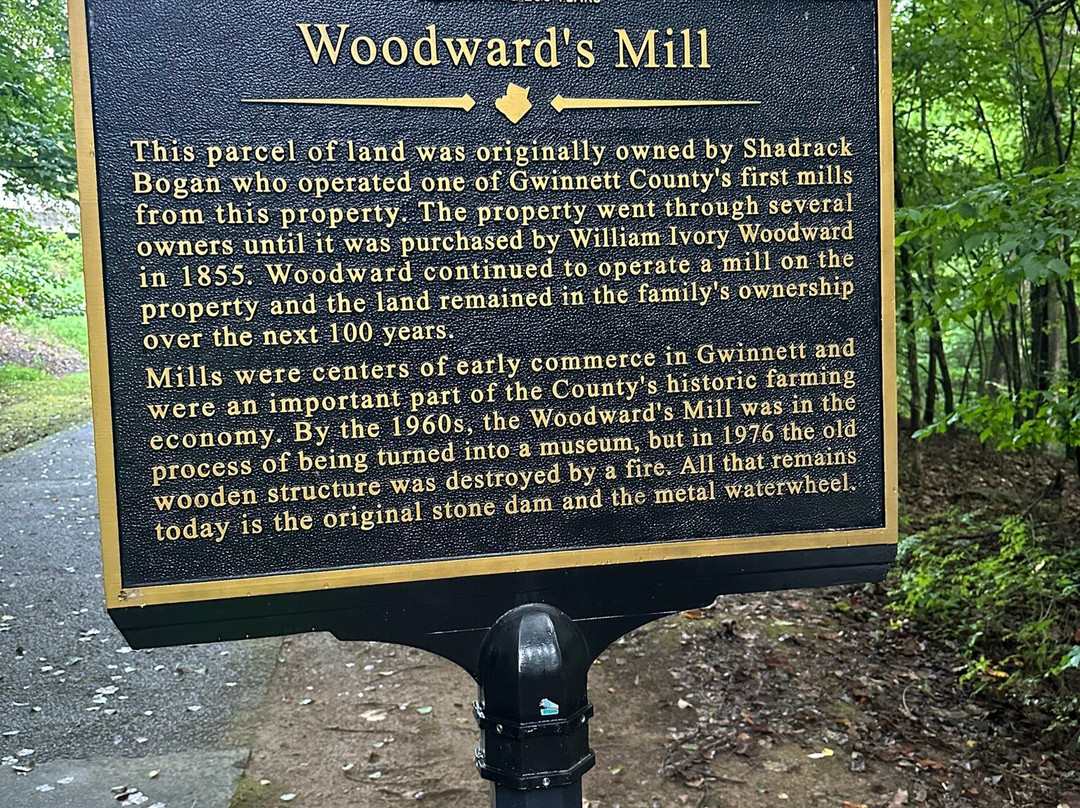 Woodward's Mill
This parcel of land was originally owned by Shadrack
Bogan who operated one of Gwinnett County's first mills
from this property. The property went through several
owners until it was purchased by William Ivory Woodward
in 1855. Woodward continued to operate a mill on the
property and the land remained in the family's ownership
over the next 100 years.
Mills were centers of early commerce in Gwinnett and
were an important part of the County's historic farming
economy. By the 1960s, the Woodward's Mill was in the
process of being turned into a museum, but in 1976 the old
wooden structure was destroyed by a fire. All that remains
today is the original stone dam and the metal waterwheel.